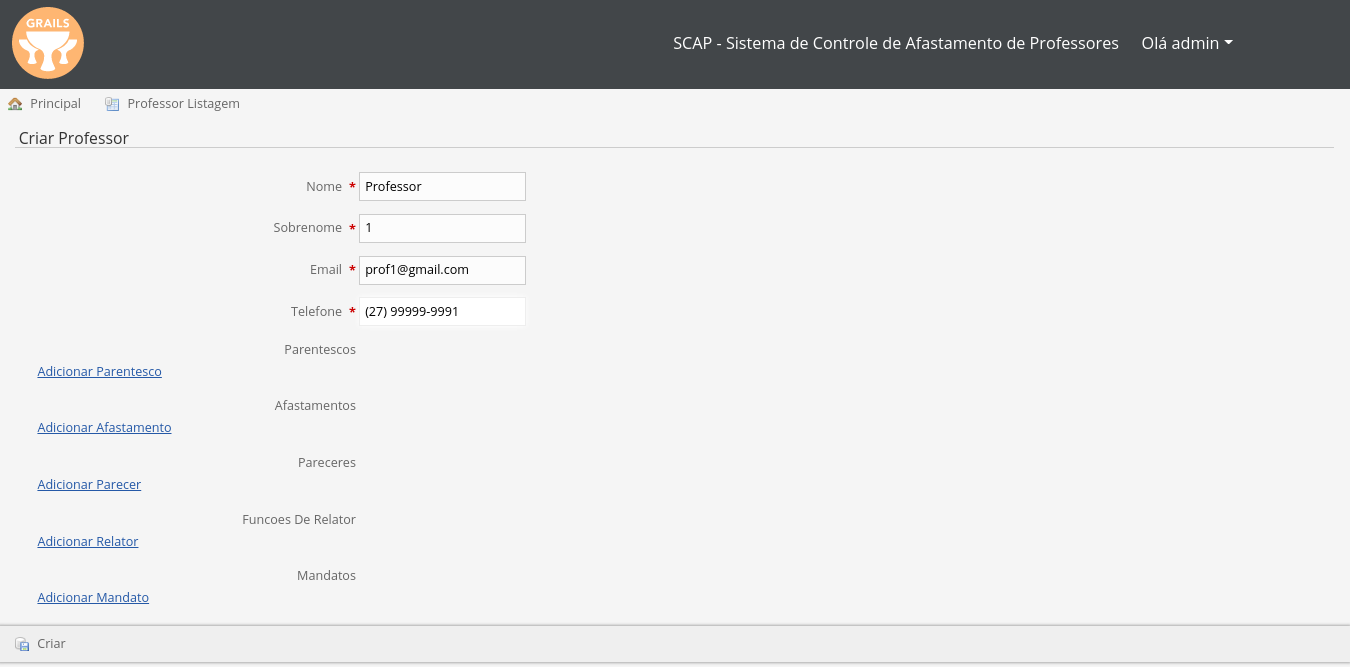 GRAILS
SCAP - Sistema de Controle de Afastamento de Professores Olá admin
Principal Professor Listagem
Criar Professor
Nome * Professor
Sobrenome * 1
Email * prof1@gmail.com
Telefone * (27) 99999-9991
Parentescos
Adicionar Parentesco
Afastamentos
Adicionar Afastamento
Pareceres
Adicionar Parecer
Funcoes De Relator
Adicionar Relator
Mandatos
Adicionar Mandato
Criar